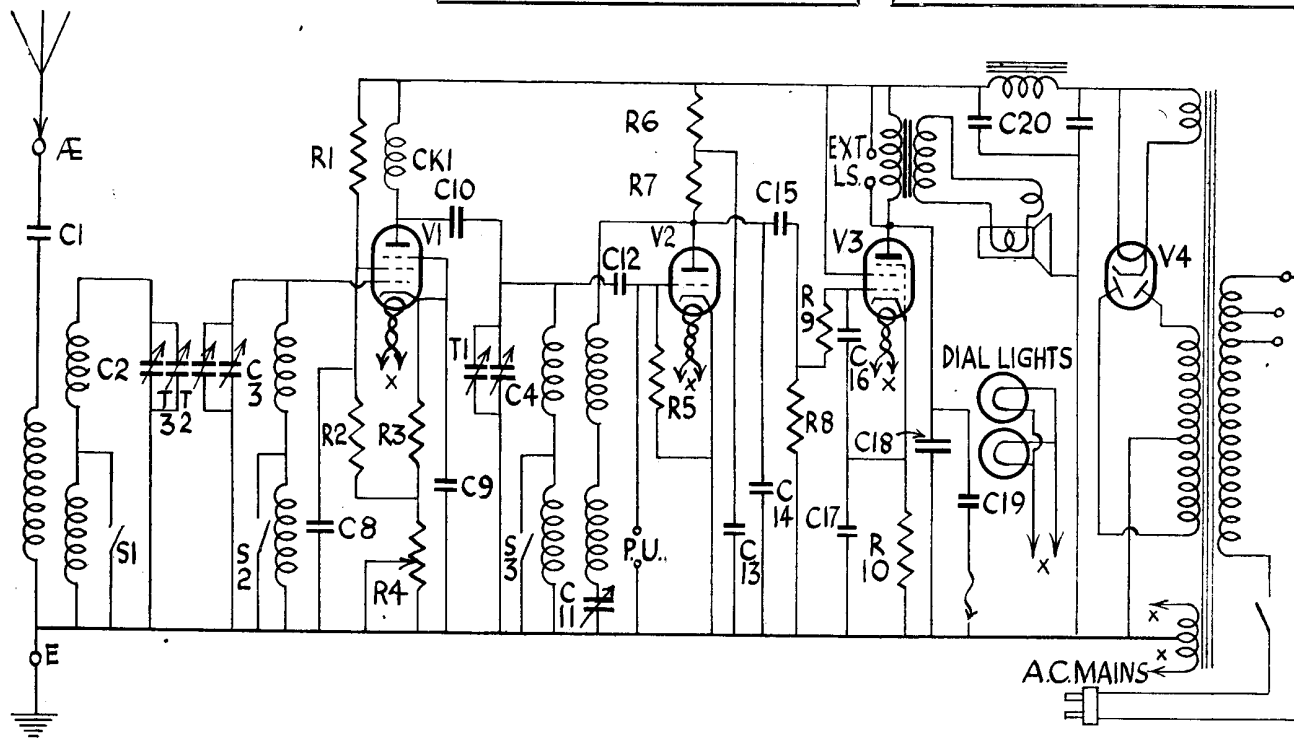 Æ
C1
E
C2
T
3
T
2
C
3
S1
S
2
R1
CK1
C10
V1
X
R2
R3
C8
R4
C9
T1
C4
S
3
C
11
R6
R7
C12
V2
X
R5
P.U.
C
13
C15
C
14
EXT
L.S.
V3
R
9
C
16
X
R8
C17
R
10
C18
C19
C20
DIAL LIGHTS
X
V4
X
X
A.C. MAINS